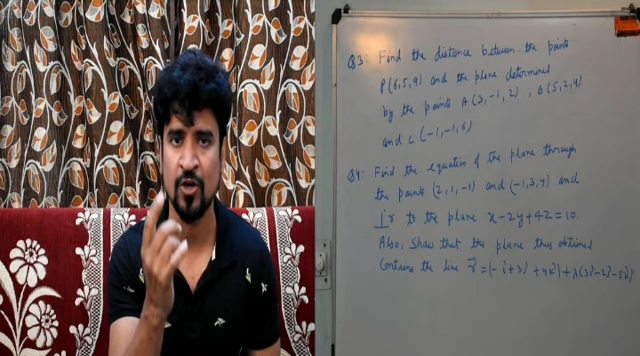 Q3: Find the distance between the points
P(6,5,9) and the plane determined
by the points A(3,-1,2), B(5,2,4)
and C(-1,-1,6)
Q4: Find the equation of the plane through
the points (2,1,-1) and (-1,3,4) and
⊥r to the plane x-2y+4z=10.
Also, Show that the plane thus obtained
Contains the line r⃗=(-î+3ĵ+4k̂)+λ(3î-2ĵ-5k̂)